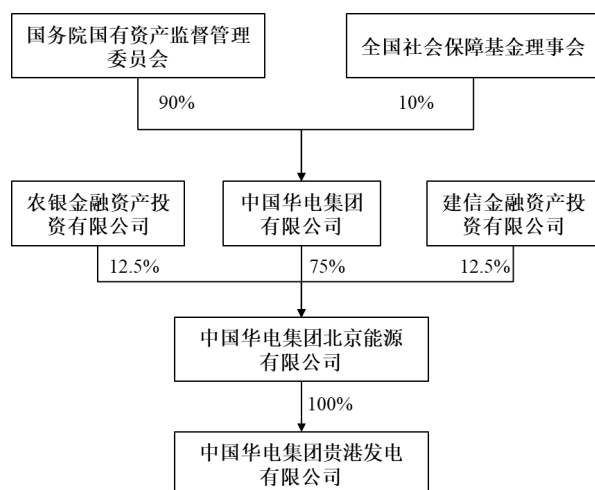 国务院国有资产监督管理
委员会
全国社会保障基金理事会
90%
10%
农银金融资产投
资有限公司
中国华电集团
有限公司
建信金融资产投
资有限公司
12.5%
75%
12.5%
中国华电集团北京能源
有限公司
100%
中国华电集团贵港发电
有限公司